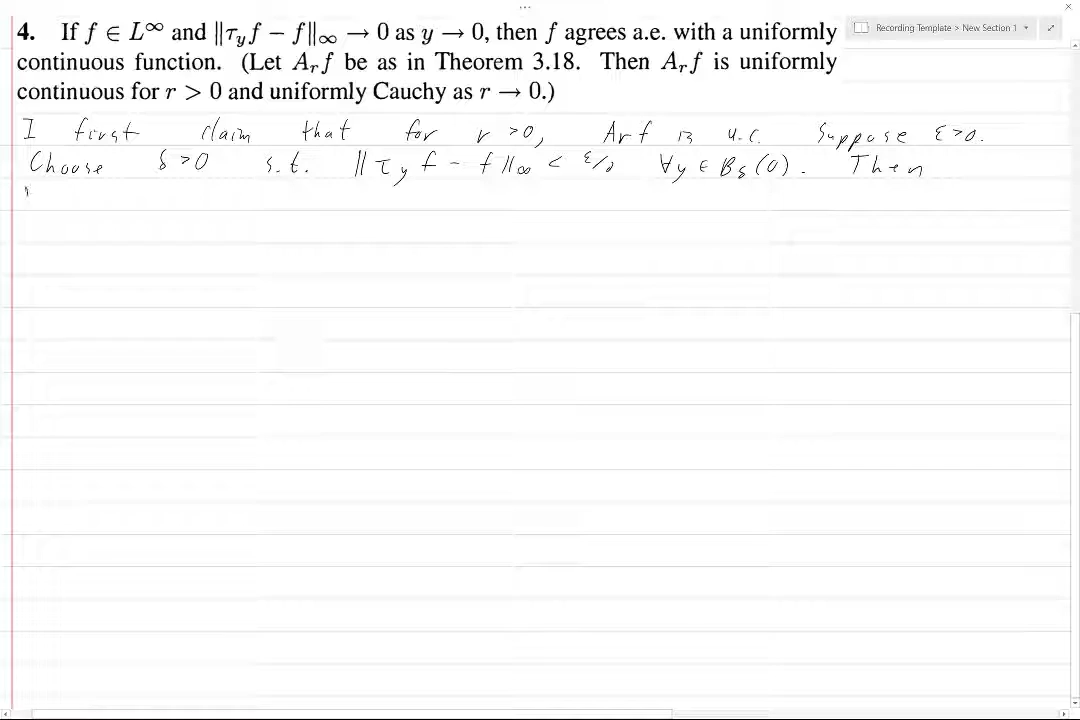 4. If f ∈ L^∞ and ‖τ_y f − f‖_∞ → 0 as y → 0, then f agrees a.e. with a uniformly
continuous function. (Let A_r f be as in Theorem 3.18. Then A_r f is uniformly
continuous for r > 0 and uniformly Cauchy as r → 0.)
Recording Template > New Section 1
I first claim that for r >0, A_r f is u.c. Suppose ε>0.
Choose δ>0 s.t. ‖τ_y f − f‖_∞ < ε/2 ∀y ∈ B_δ(0). Then